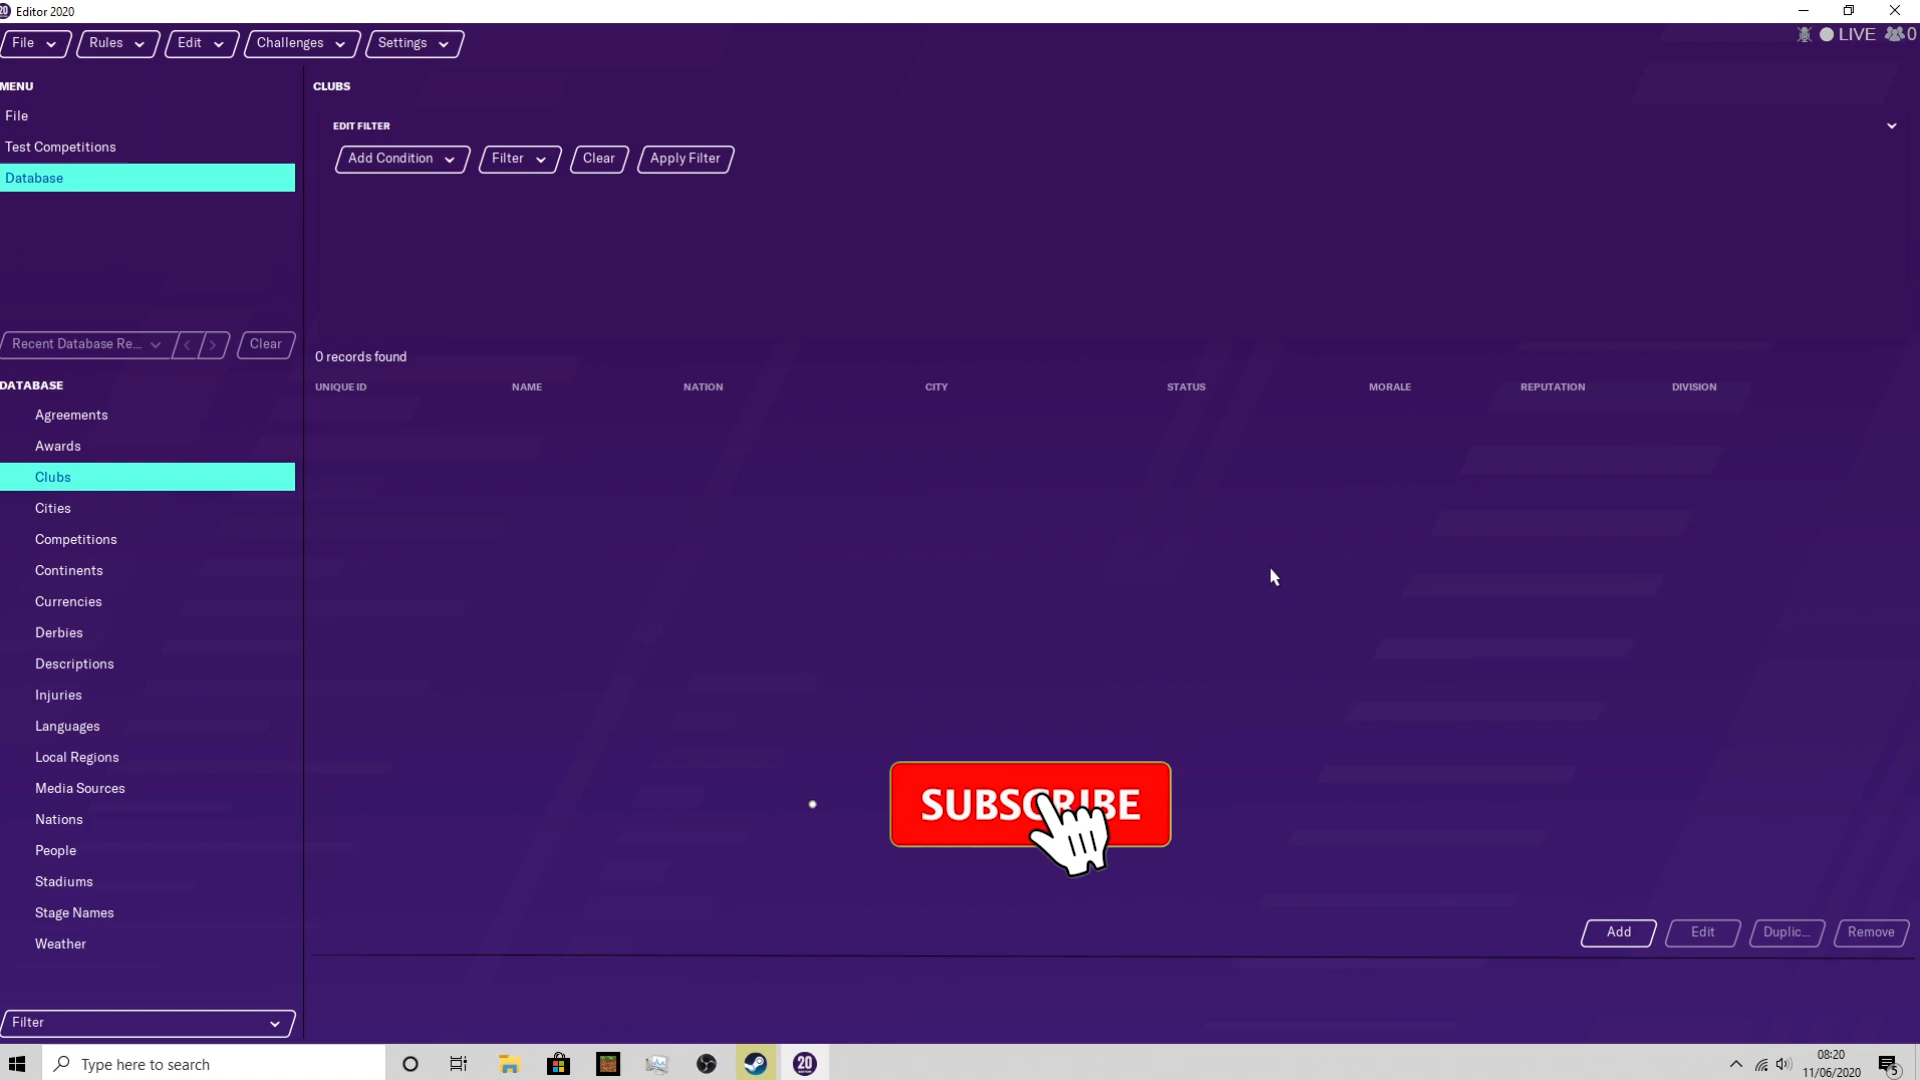 Editor 2020
File
Rules
Edit
Challenges
Settings
LIVE 0
MENU
File
Test Competitions
Database
Recent Database Re...
Clear
DATABASE
Agreements
Awards
Clubs
Cities
Competitions
Continents
Currencies
Derbies
Descriptions
Injuries
Languages
Local Regions
Media Sources
Nations
People
Stadiums
Stage Names
Weather
Filter
CLUBS
EDIT FILTER
Add Condition
Filter
Clear
Apply Filter
0 records found
UNIQUE ID NAME NATION CITY STATUS MORALE REPUTATION DIVISION
SUBSCRIBE
Add
Edit
Duplic...
Remove
Type here to search
20
08:20
11/06/2020
5